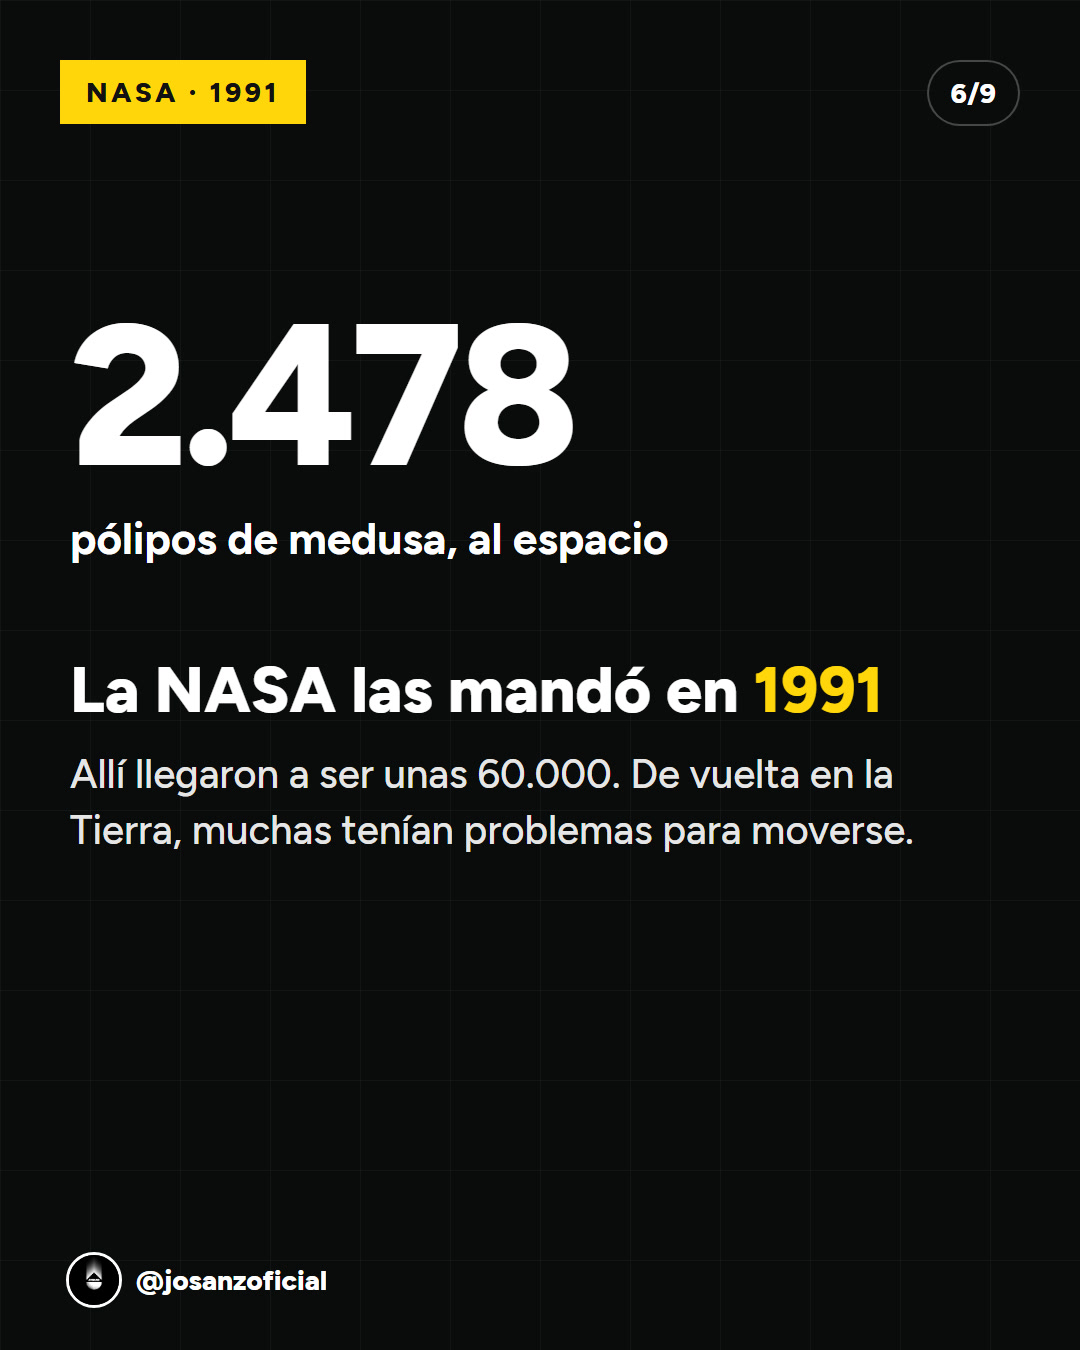 NASA · 1991
6/9
2.478
pólipos de medusa, al espacio
La NASA las mandó en 1991
Allí llegaron a ser unas 60.000. De vuelta en la
Tierra, muchas tenían problemas para moverse.
@josanzoficial